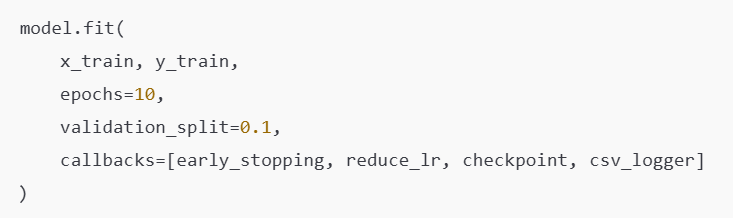 model.fit(
    x_train, y_train,
    epochs=10,
    validation_split=0.1,
    callbacks=[early_stopping, reduce_lr, checkpoint, csv_logger]
)